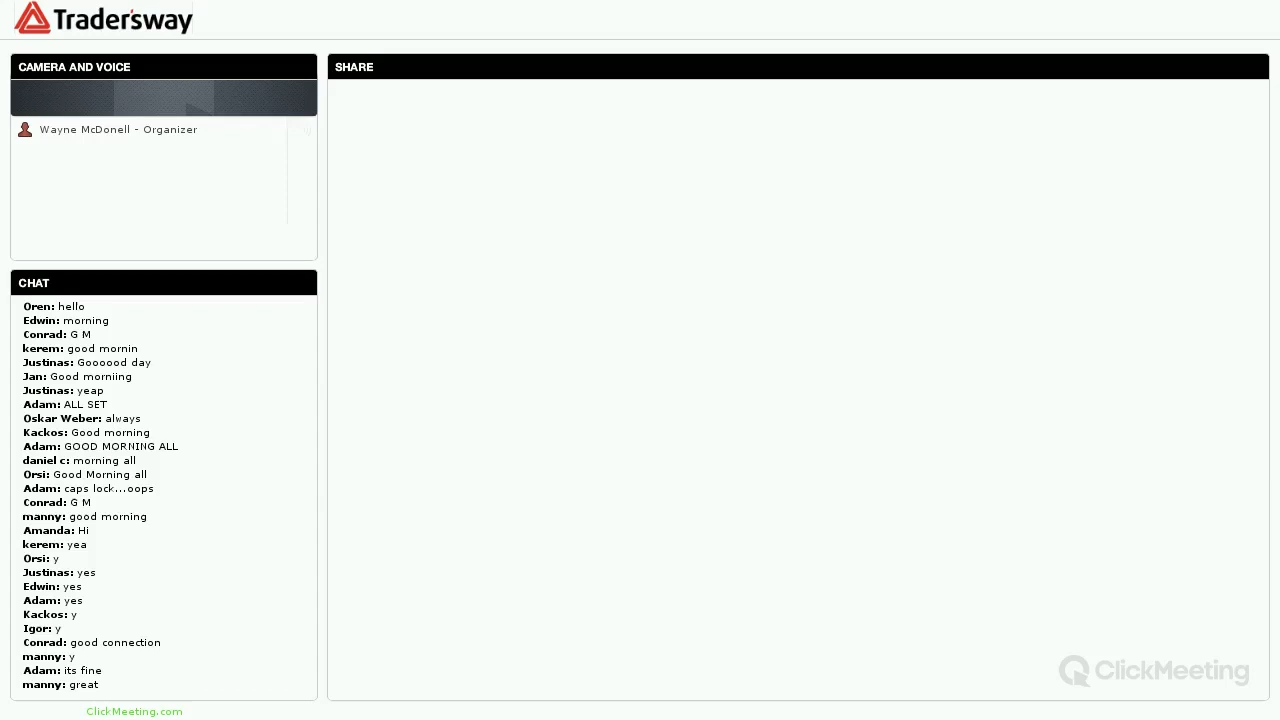 Trader'sway
CAMERA AND VOICE
Wayne McDonell - Organizer
SHARE
CHAT
Oren: hello
Edwin: morning
Conrad: G M
kerem: good mornin
Justinas: Goooood day
Jan: Good morniing
Justinas: yeap
Adam: ALL SET
Oskar Weber: always
Kackos: Good morning
Adam: GOOD MORNING ALL
daniel c: morning all
Orsi: Good Morning all
Adam: caps lock...oops
Conrad: G M
manny: good morning
Amanda: Hi
kerem: yea
Orsi: y
Justinas: yes
Edwin: yes
Adam: yes
Kackos: y
Igor: y
Conrad: good connection
manny: y
Adam: its fine
manny: great
ClickMeeting
ClickMeeting.com